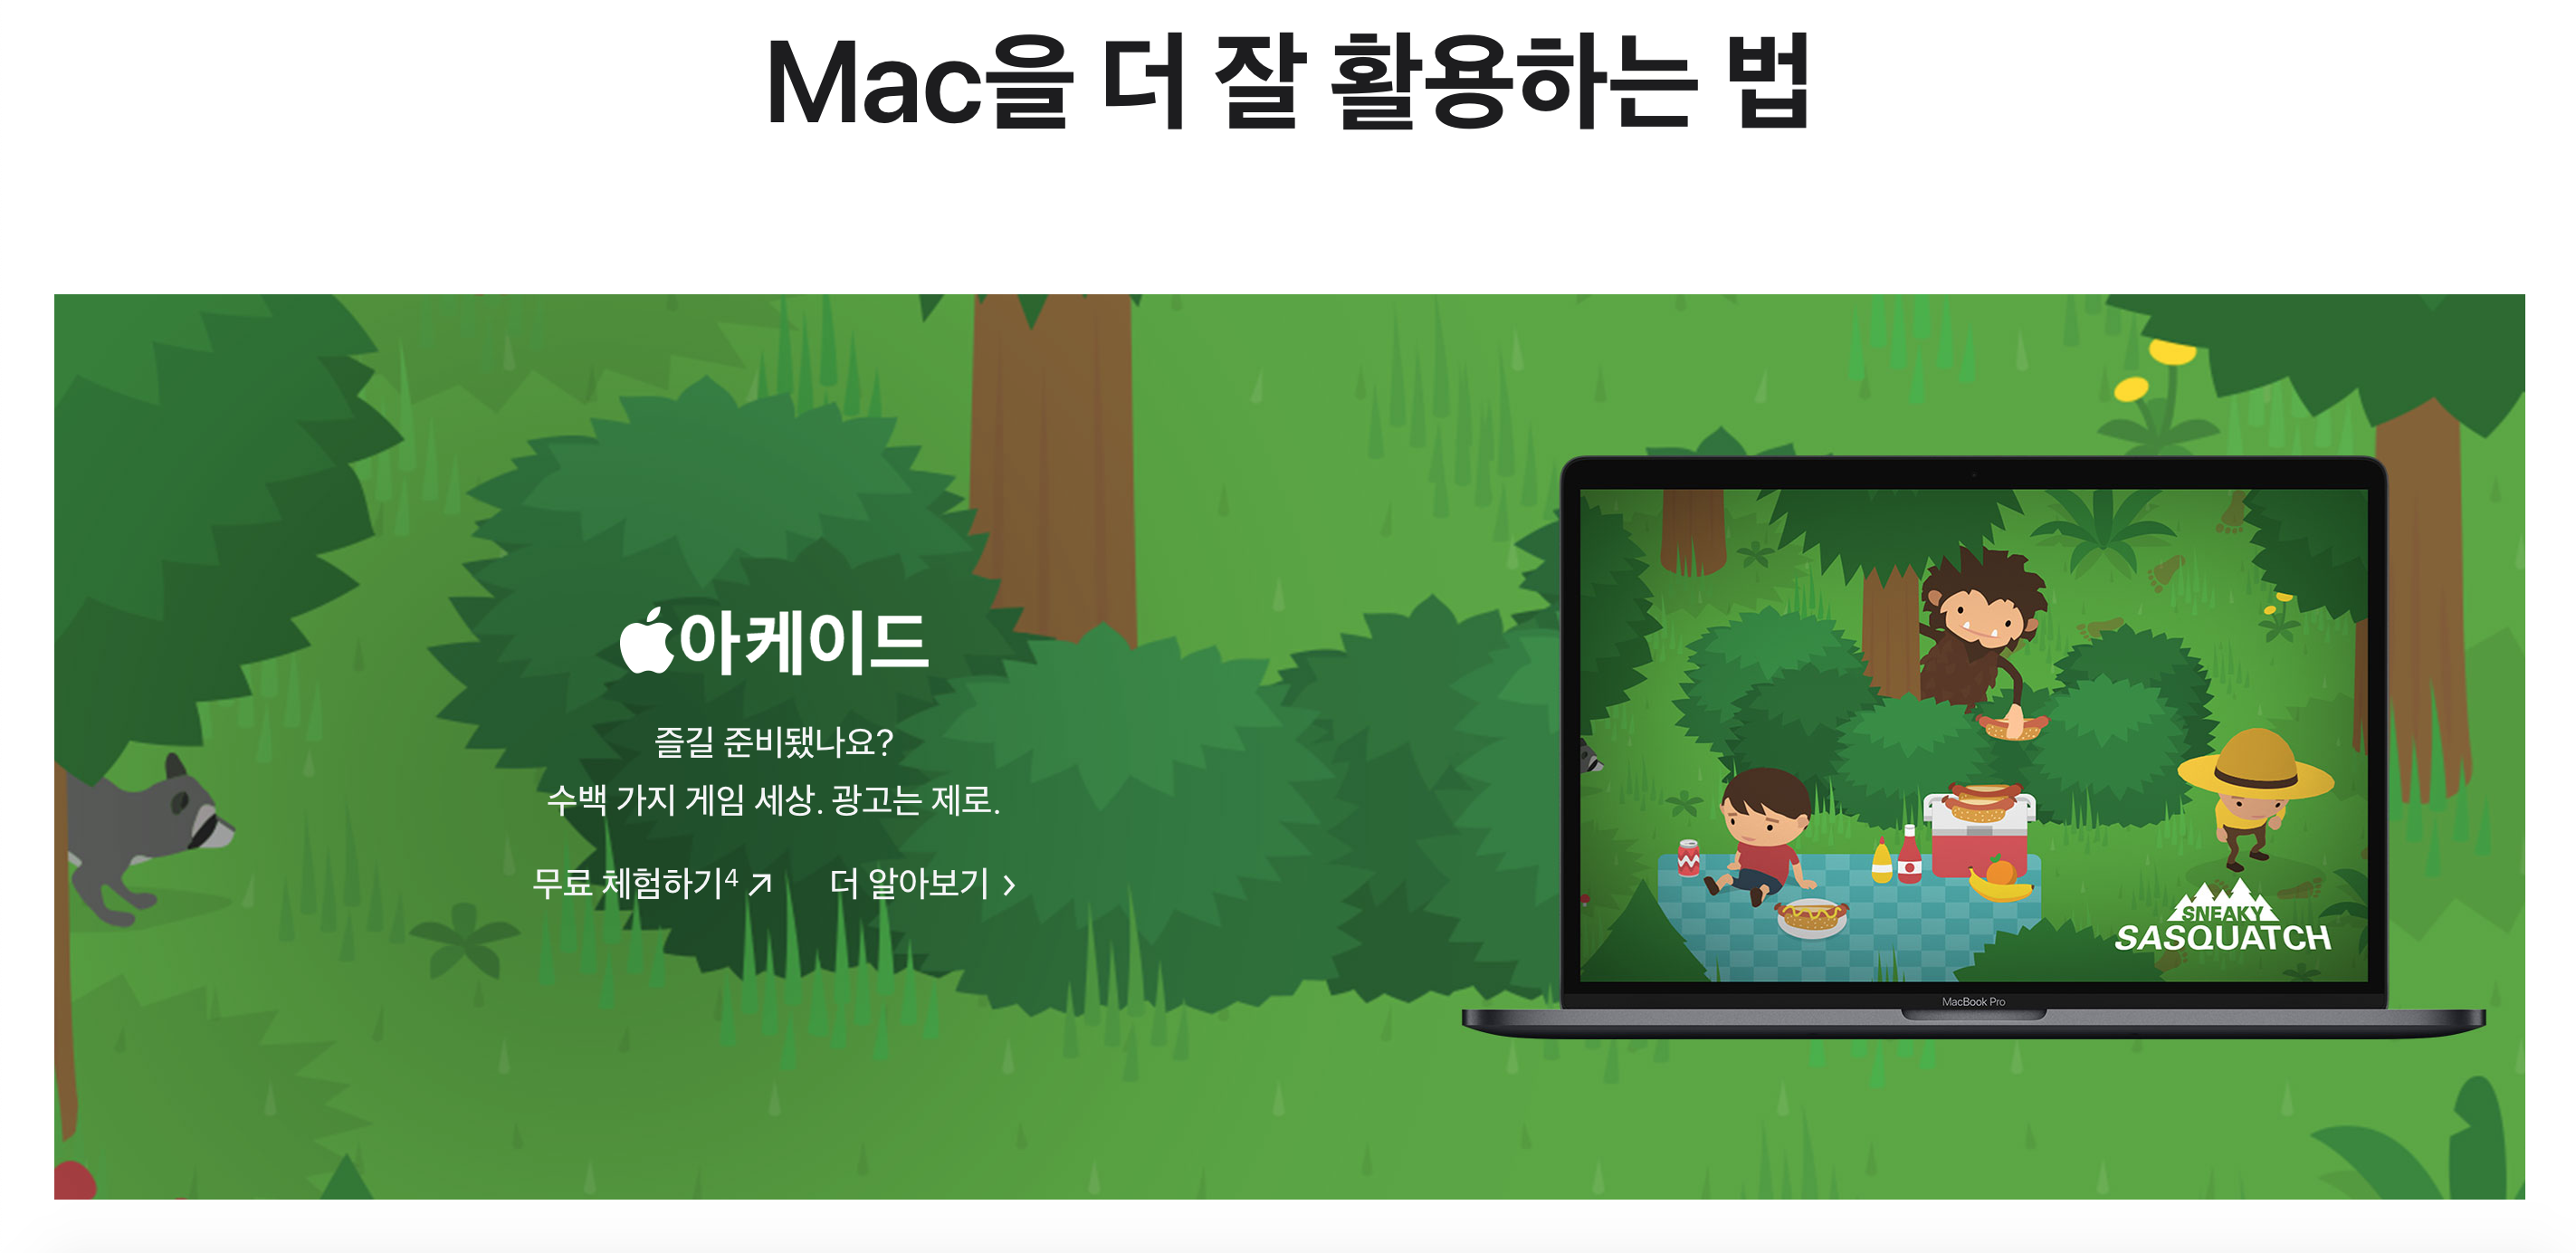 Mac을 더 잘 활용하는 법
아케이드
즐길 준비됐나요?
수백 가지 게임 세상. 광고는 제로.
무료 체험하기⁴ ↗ 더 알아보기 >
SNEAKY
SASQUATCH
MacBook Pro